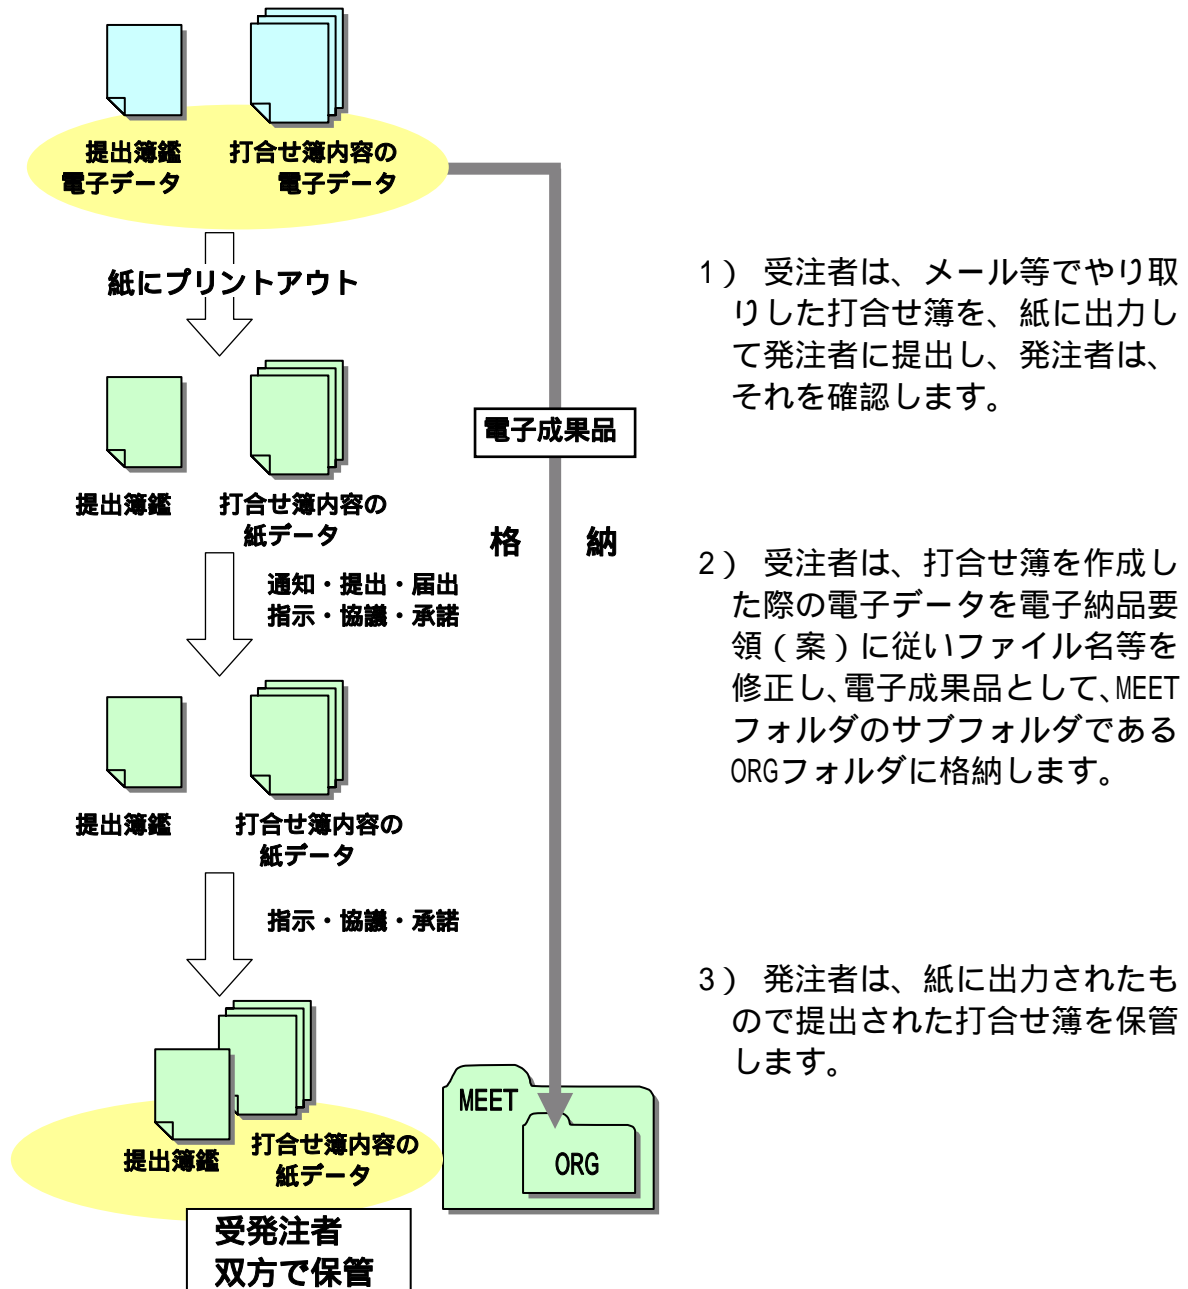 提出簿鑑
電子データ
打合せ簿内容の
電子データ
紙にプリントアウト
提出簿鑑
打合せ簿内容の
紙データ
通知・提出・届出
指示・協議・承諾
提出簿鑑
打合せ簿内容の
紙データ
指示・協議・承諾
提出簿鑑
打合せ簿内容の
紙データ
受発注者
双方で保管
電子成果品
格 納
MEET
ORG
1） 受注者は、メール等でやり取
りした打合せ簿を、紙に出力し
て発注者に提出し、発注者は、
それを確認します。
2） 受注者は、打合せ簿を作成し
た際の電子データを電子納品要
領（案）に従いファイル名等を
修正し、電子成果品として、MEET
フォルダのサブフォルダである
ORGフォルダに格納します。
3） 発注者は、紙に出力されたも
ので提出された打合せ簿を保管
します。